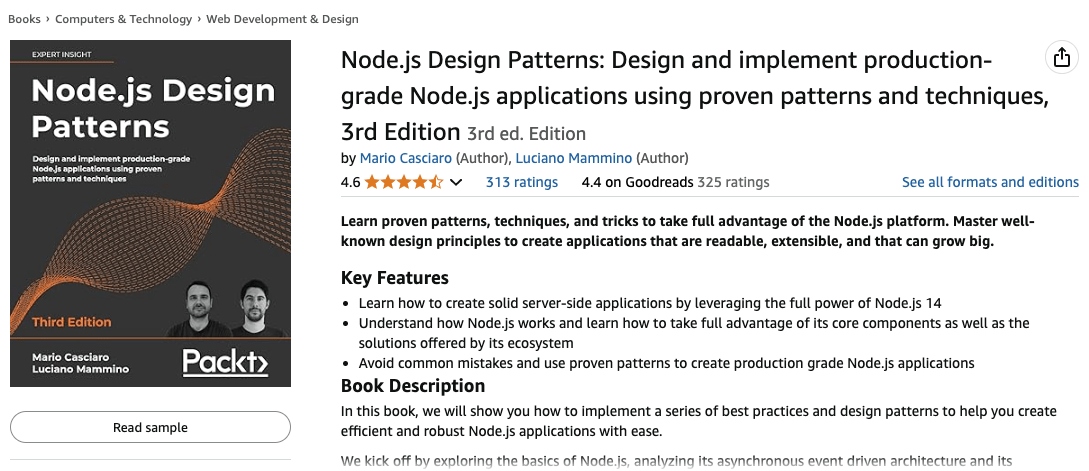 Books › Computers & Technology › Web Development & Design
EXPERT INSIGHT
Node.js Design
Patterns
Design and implement production-grade
Node.js applications using proven
patterns and techniques
Third Edition
Mario Casciaro
Luciano Mammino
Packt>
Read sample
Node.js Design Patterns: Design and implement production-
grade Node.js applications using proven patterns and techniques,
3rd Edition 3rd ed. Edition
by Mario Casciaro (Author), Luciano Mammino (Author)
4.6 313 ratings 4.4 on Goodreads 325 ratings See all formats and editions
Learn proven patterns, techniques, and tricks to take full advantage of the Node.js platform. Master well-
known design principles to create applications that are readable, extensible, and that can grow big.
Key Features
• Learn how to create solid server-side applications by leveraging the full power of Node.js 14
• Understand how Node.js works and learn how to take full advantage of its core components as well as the
solutions offered by its ecosystem
• Avoid common mistakes and use proven patterns to create production grade Node.js applications
Book Description
In this book, we will show you how to implement a series of best practices and design patterns to help you create
efficient and robust Node.js applications with ease.
We kick off by exploring the basics of Node.js, analyzing its asynchronous event driven architecture and its